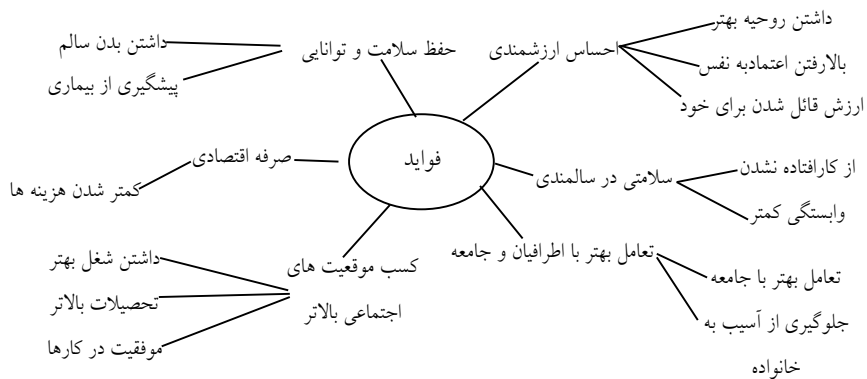 داشتن روحیه بهتر
احساس ارزشمندی
بالارفتن اعتمادبه نفس
ارزش قائل شدن برای خود
حفظ سلامت و توانایی
داشتن بدن سالم
پیشگیری از بیماری
فواید
صرفه اقتصادی
کمتر شدن هزینه ها
سلامتی در سالمندی
از کارافتاده نشدن
وابستگی کمتر
تعامل بهتر با اطرافیان و جامعه
تعامل بهتر با جامعه
جلوگیری از آسیب به
خانواده
کسب موقعیت های
اجتماعی بالاتر
داشتن شغل بهتر
تحصیلات بالاتر
موفقیت در کارها